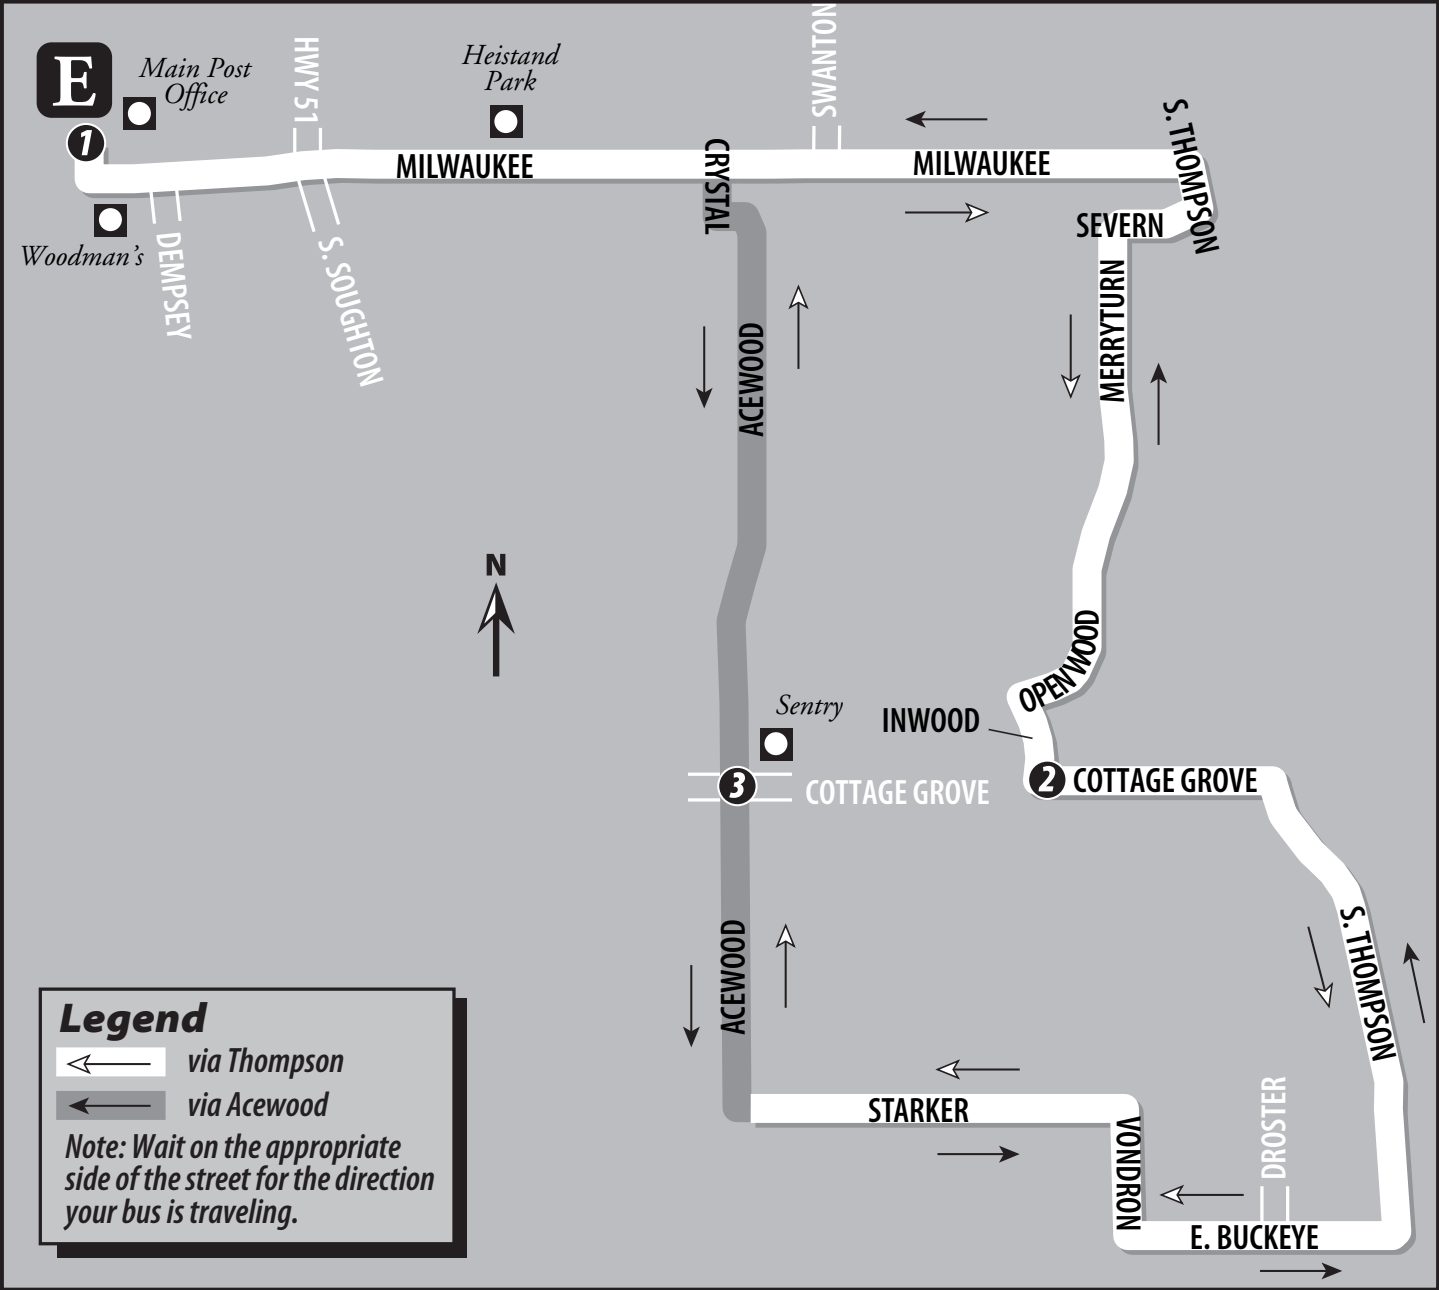 E
1
Main Post
Office
HWY 51
Heistand
Park
SWANTON
S. THOMPSON
MILWAUKEE
CRYSTAL
MILWAUKEE
SEVERN
Woodman's
DEMPSEY
S. SOUGHTON
ACEWOOD
MERRYTURN
N
OPENWOOD
Sentry
INWOOD
3
COTTAGE GROVE
2
COTTAGE GROVE
S. THOMPSON
ACEWOOD
STARKER
VONDRON
DROSTER
E. BUCKEYE
Legend
via Thompson
via Acewood
Note: Wait on the appropriate
side of the street for the direction
your bus is traveling.